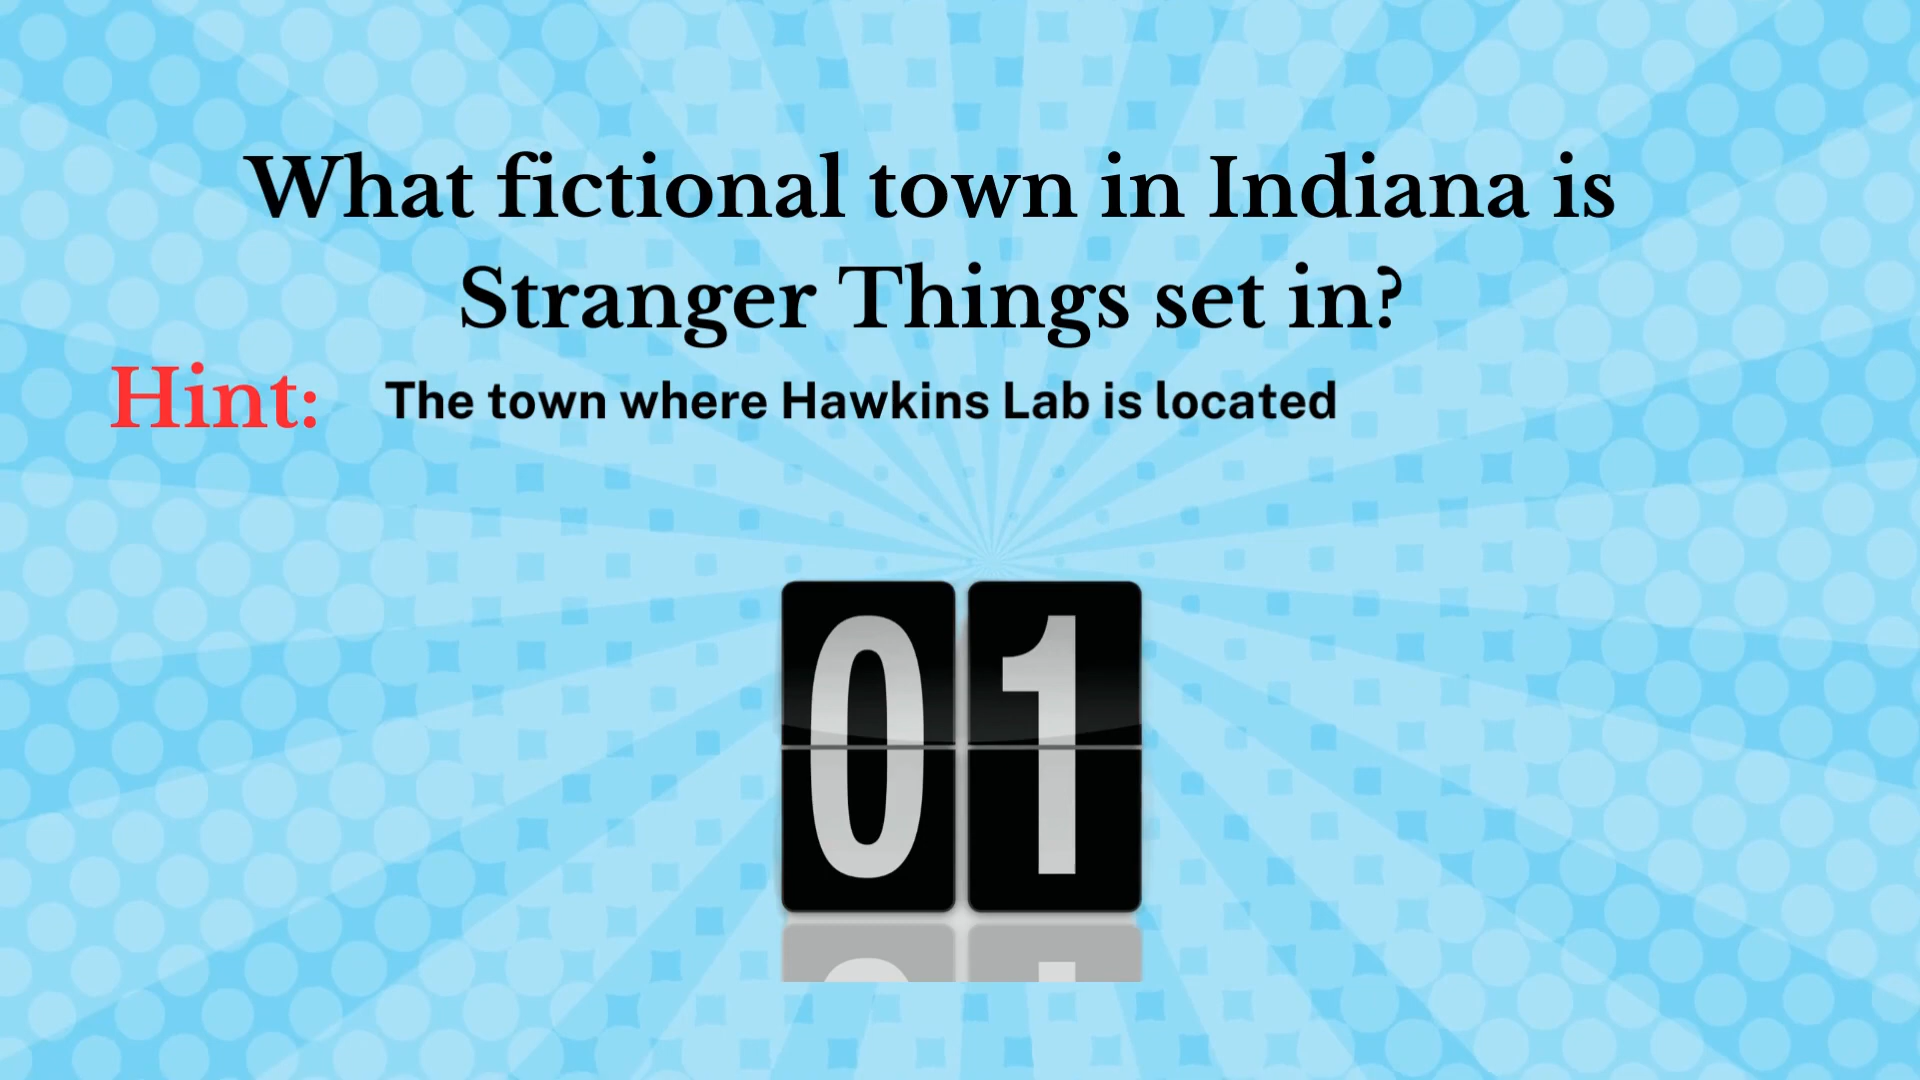 What fictional town in Indiana is
Stranger Things set in?
Hint: The town where Hawkins Lab is located
01